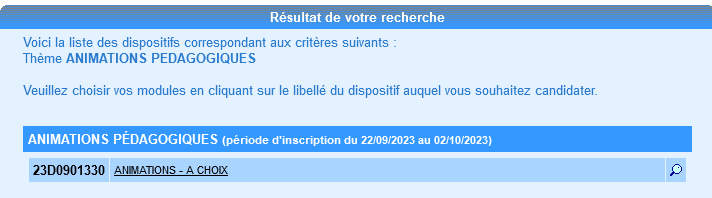 Résultat de votre recherche
Voici la liste des dispositifs correspondant aux critères suivants :
Thème ANIMATIONS PEDAGOGIQUES
Veuillez choisir vos modules en cliquant sur le libellé du dispositif auquel vous souhaitez candidater.
ANIMATIONS PÉDAGOGIQUES (période d'inscription du 22/09/2023 au 02/10/2023)
23D0901330 ANIMATIONS - A CHOIX